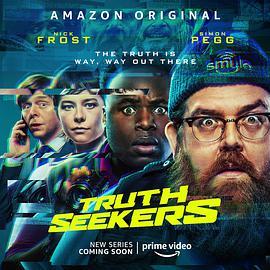 AMAZON ORIGINAL
NICK
FROST
SIMON
PEGG
THE TRUTH IS
WAY, WAY OUT THERE
smyle
TRUTH
SEEKERS
NEW SERIES
COMING SOON
prime video